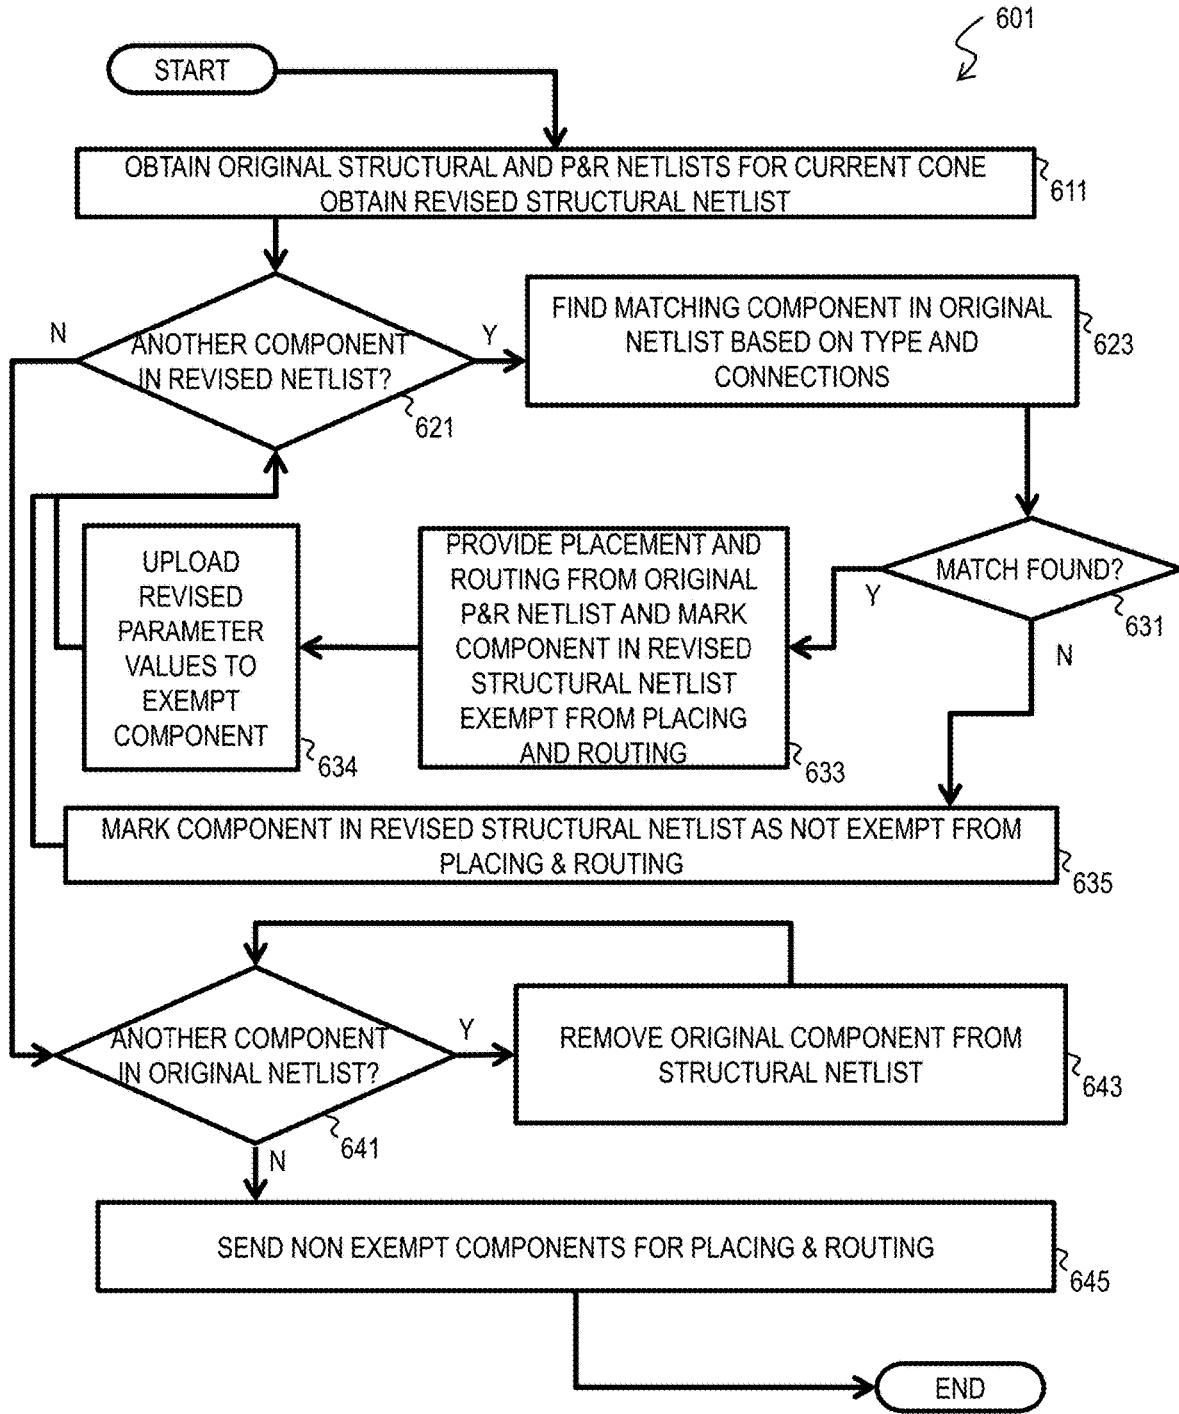 601
START
OBTAIN ORIGINAL STRUCTURAL AND P&R NETLISTS FOR CURRENT CONE
OBTAIN REVISED STRUCTURAL NETLIST
611
N
ANOTHER COMPONENT
IN REVISED NETLIST?
Y
621
FIND MATCHING COMPONENT IN ORIGINAL
NETLIST BASED ON TYPE AND
CONNECTIONS
623
MATCH FOUND?
Y
631
N
PROVIDE PLACEMENT AND
ROUTING FROM ORIGINAL
P&R NETLIST AND MARK
COMPONENT IN REVISED
STRUCTURAL NETLIST
EXEMPT FROM PLACING
AND ROUTING
633
UPLOAD
REVISED
PARAMETER
VALUES TO
EXEMPT
COMPONENT
634
MARK COMPONENT IN REVISED STRUCTURAL NETLIST AS NOT EXEMPT FROM
PLACING & ROUTING
635
ANOTHER COMPONENT
IN ORIGINAL NETLIST?
Y
641
N
REMOVE ORIGINAL COMPONENT FROM
STRUCTURAL NETLIST
643
SEND NON EXEMPT COMPONENTS FOR PLACING & ROUTING
645
END